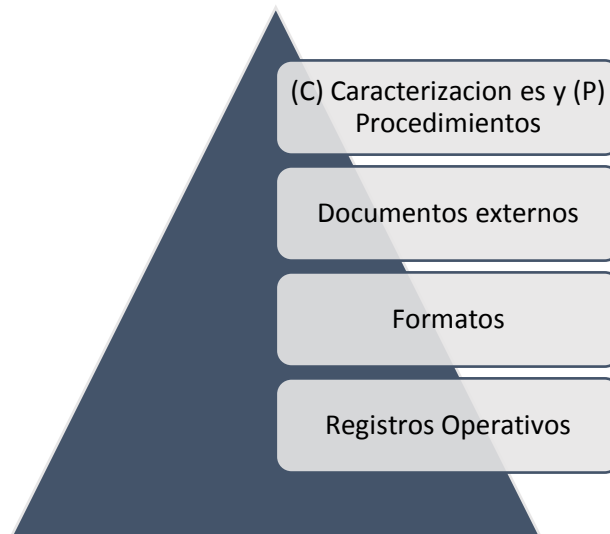 (C) Caracterizacion es y (P)
Procedimientos
Documentos externos
Formatos
Registros Operativos